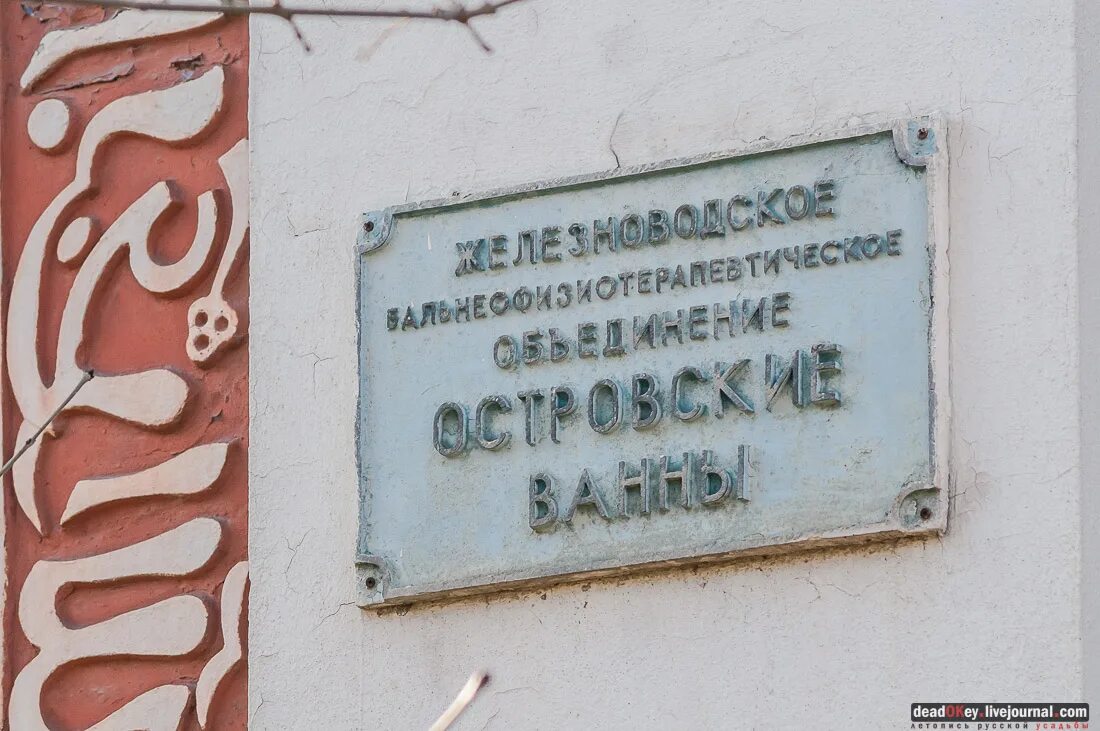 ЖЕЛЕЗНОВОДСКОЕ
БАЛЬНЕОФИЗИОТЕРАПЕВТИЧЕСКОЕ
ОБЪЕДИНЕНИЕ
ОСТРОВСКИЕ
ВАННЫ
deadOKey.livejournal.com
летопись русской усадьбы